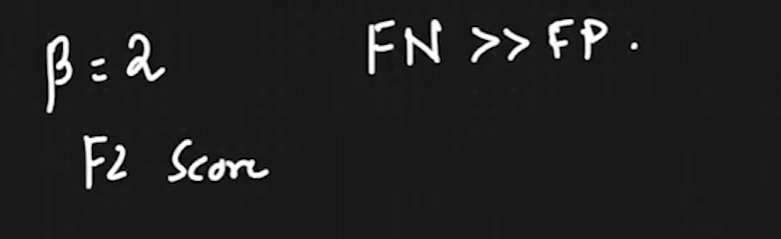 β = 2
FN >> FP.
F2 Score